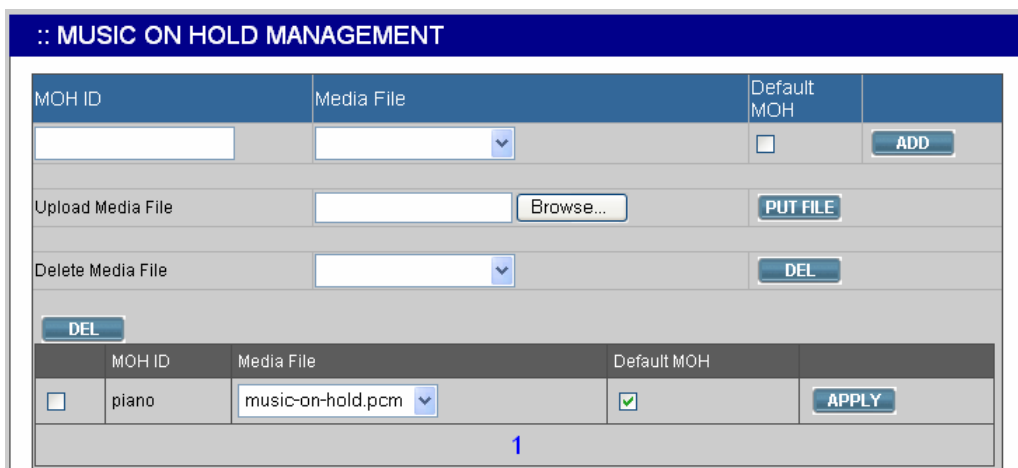 :: MUSIC ON HOLD MANAGEMENT
MOH ID Media File Default MOH
ADD
Upload Media File Browse... PUT FILE
Delete Media File DEL
DEL
MOH ID Media File Default MOH
piano music-on-hold.pcm APPLY
1